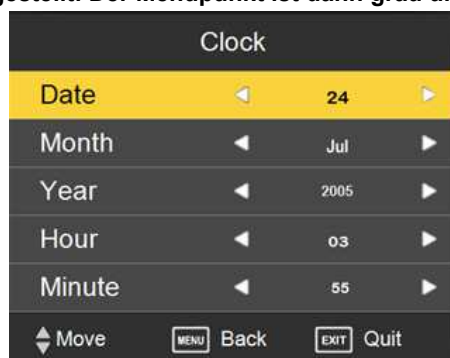 Clock
Date 24
Month Jul
Year 2005
Hour 03
Minute 55
Move MENU Back EXIT Quit